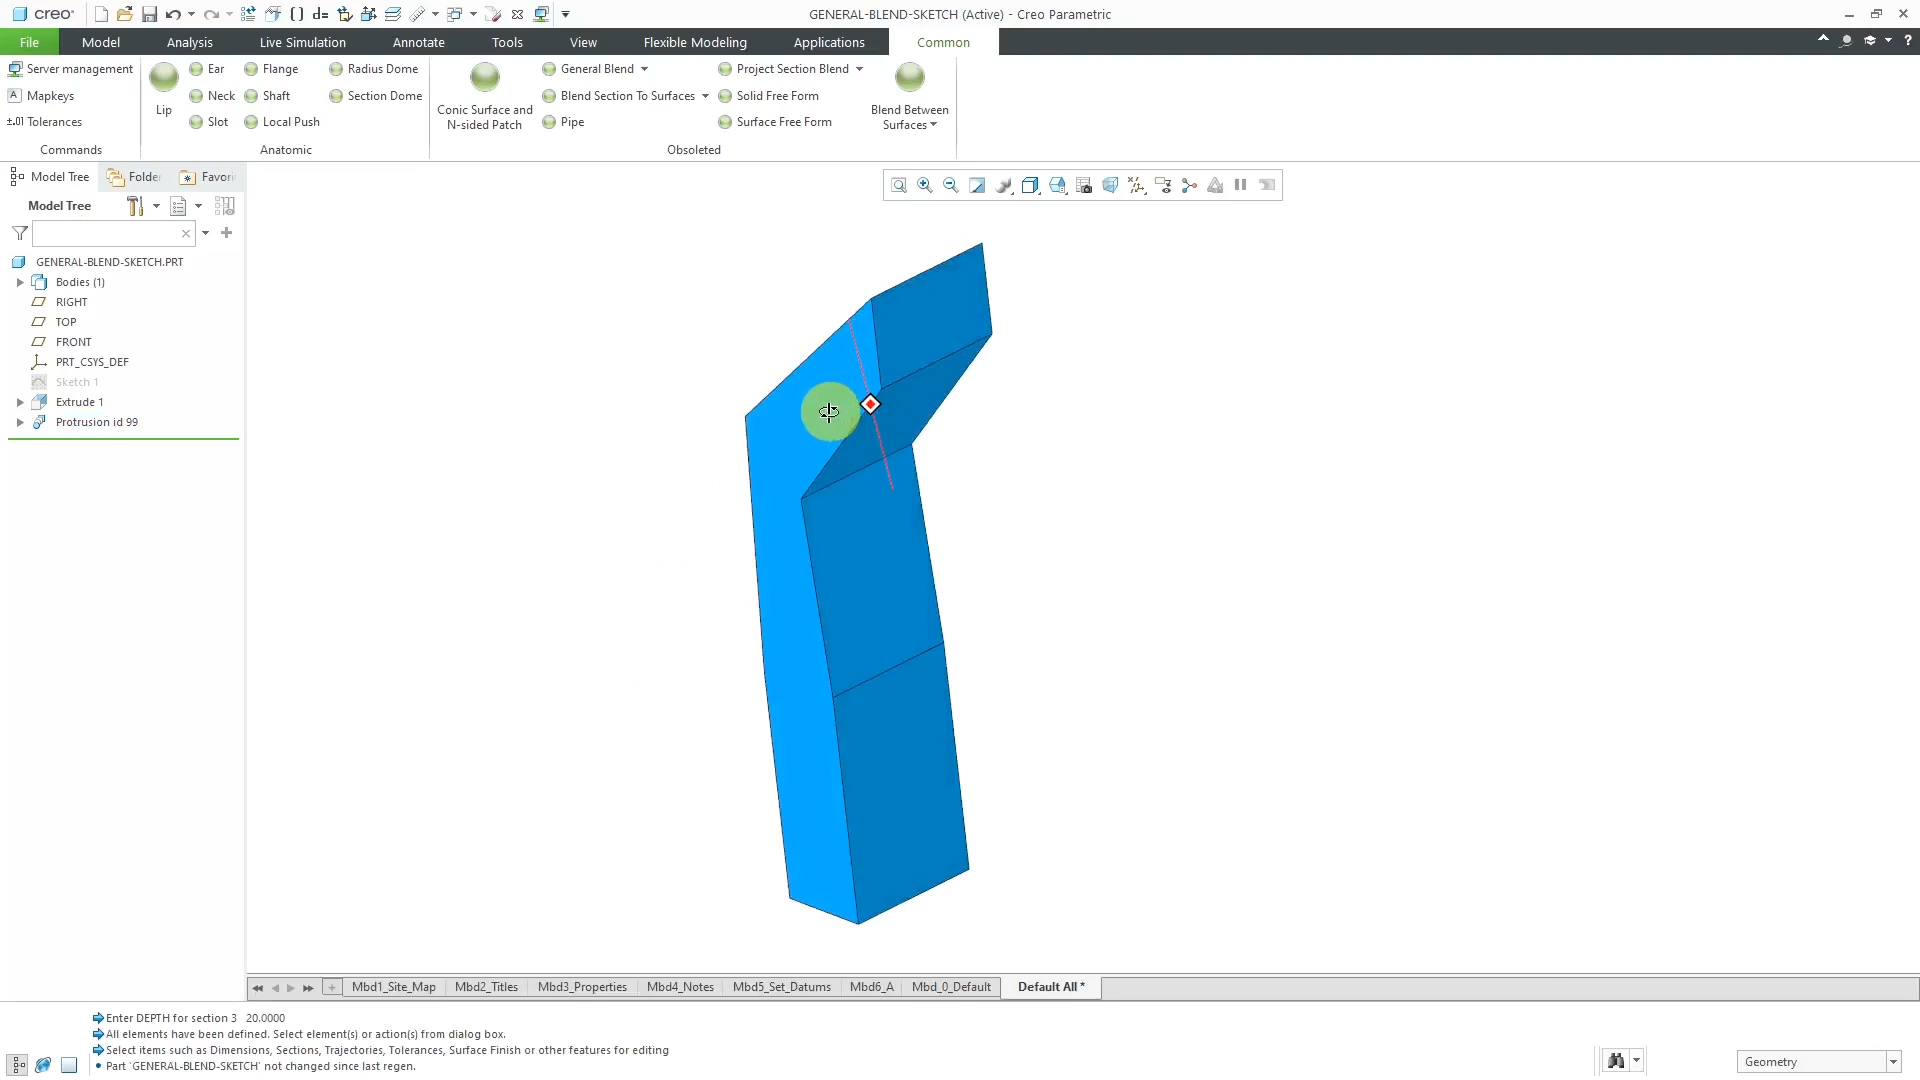 creo GENERAL-BLEND-SKETCH (Active) - Creo Parametric
File Model Analysis Live Simulation Annotate Tools View Flexible Modeling Applications Common
Server management Ear Flange Radius Dome General Blend Project Section Blend
Mapkeys Neck Shaft Section Dome Blend Section To Surfaces Solid Free Form
Lip Conic Surface and N-sided Patch Blend Between Surfaces
Tolerances Slot Local Push Pipe Surface Free Form
Commands Anatomic Obsoleted
Model Tree Folder Favori
Model Tree
GENERAL-BLEND-SKETCH.PRT
Bodies (1)
RIGHT
TOP
FRONT
PRT_CSYS_DEF
Sketch 1
Extrude 1
Protrusion id 99
Mbd1_Site_Map Mbd2_Titles Mbd3_Properties Mbd4_Notes Mbd5_Set_Datums Mbd6_A Mbd_0_Default Default All *
Enter DEPTH for section 3 20.0000
All elements have been defined. Select element(s) or action(s) from dialog box.
Select items such as Dimensions, Sections, Trajectories, Tolerances, Surface Finish or other features for editing
• Part `GENERAL-BLEND-SKETCH' not changed since last regen.
Geometry